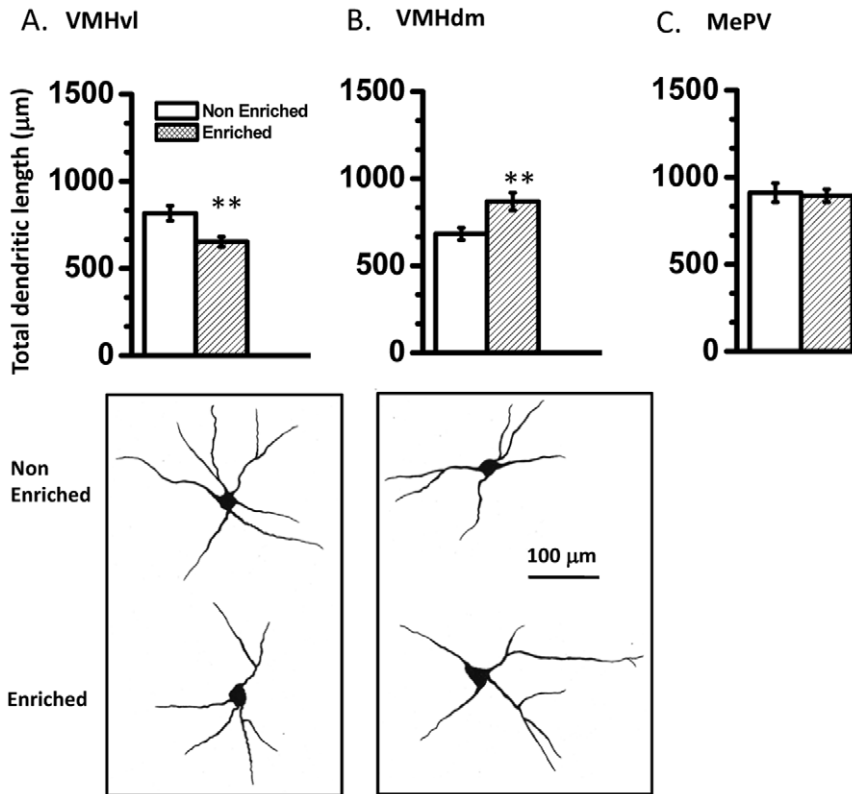 A. VMHvl
B. VMHdm
C. MePV
Total dendritic length (μm)
1500
1000
500
0
Non Enriched
Enriched
**
1500
1000
500
0
**
1500
1000
500
0
Non
Enriched
100 μm
Enriched